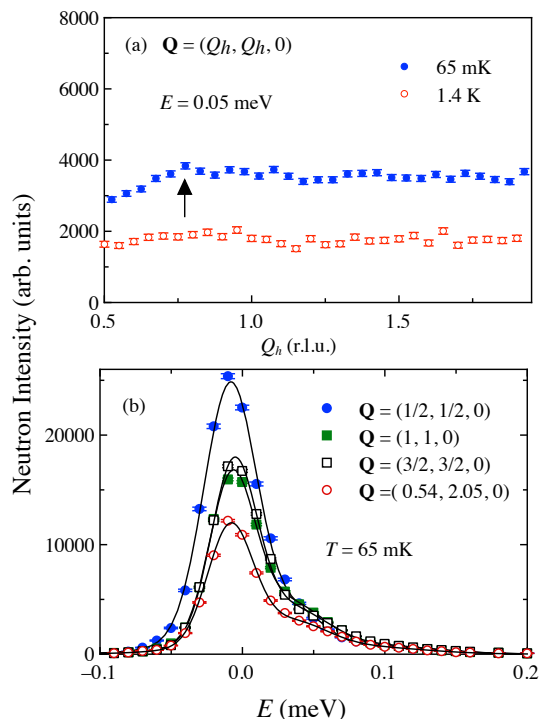 Neutron Intensity (arb. units)
(a) Q = (Qh, Qh, 0)
E = 0.05 meV
65 mK
1.4 K
8000
6000
4000
2000
0
0.5 1.0 1.5
Qh (r.l.u.)
(b)
Q = (1/2, 1/2, 0)
Q = (1, 1, 0)
Q = (3/2, 3/2, 0)
Q =( 0.54, 2.05, 0)
T = 65 mK
20000
10000
0
−0.1 0.0 0.1 0.2
E (meV)